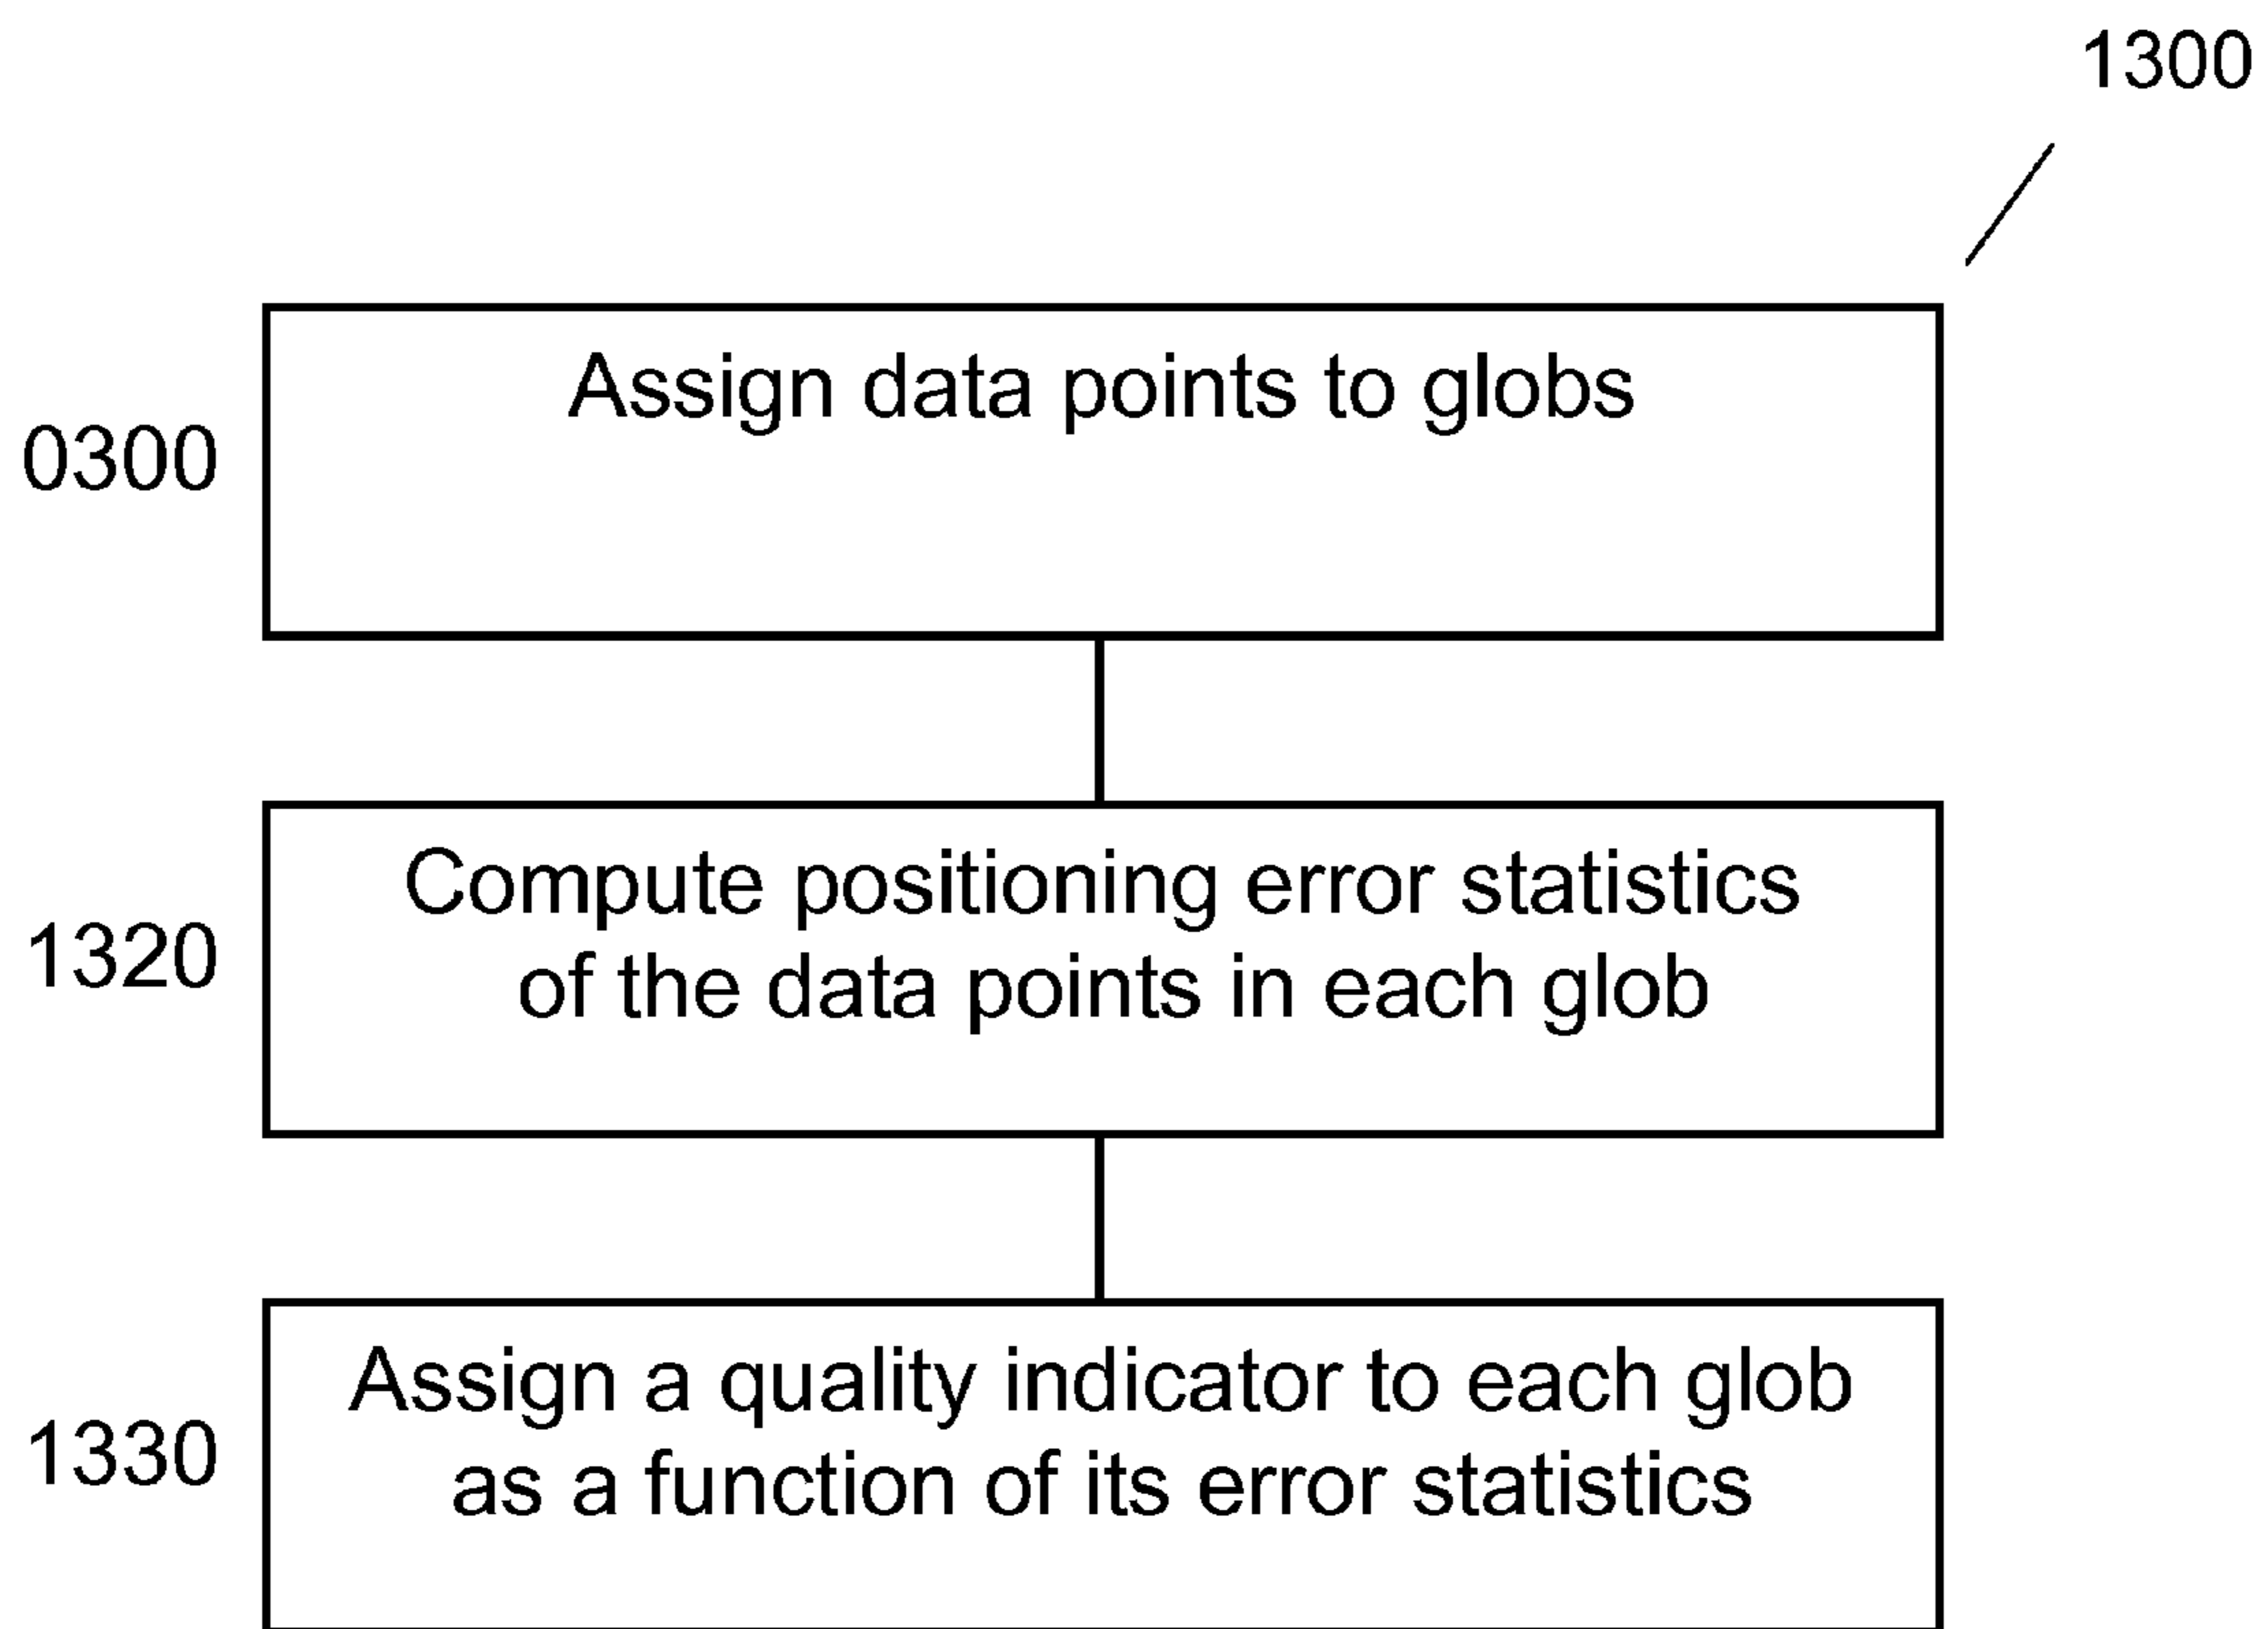 1300
Assign data points to globs
0300
Compute positioning error statistics
of the data points in each glob
1320
Assign a quality indicator to each glob
as a function of its error statistics
1330